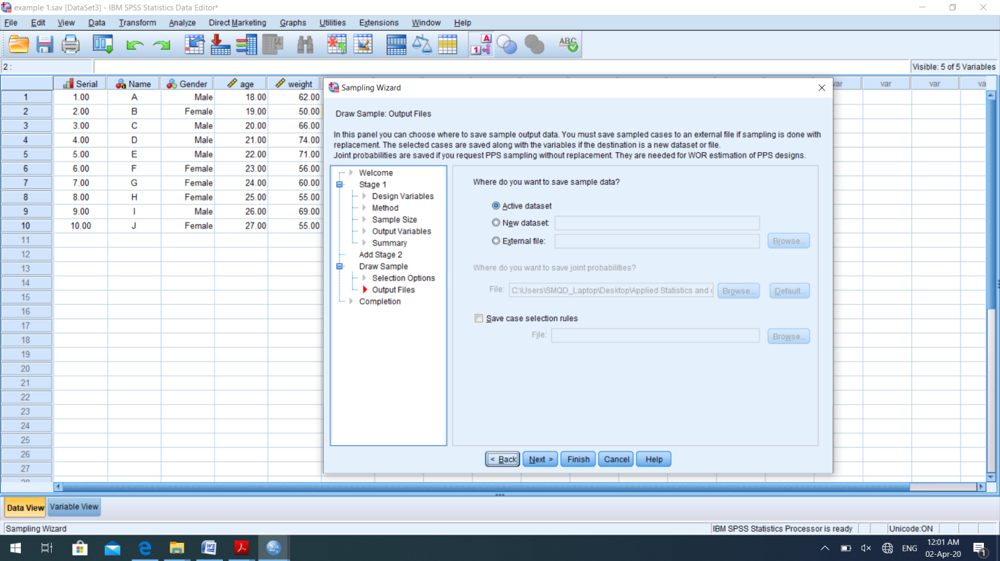 example 1.sav [DataSet3] - IBM SPSS Statistics Data Editor*
File Edit View Data Transform Analyze Direct Marketing Graphs Utilities Extensions Window Help
2 :
Visible: 5 of 5 Variables
Serial Name Gender age weight var var var va
1 1.00 A Male 18.00 62.00
2 2.00 B Female 19.00 50.00
3 3.00 C Male 20.00 66.00
4 4.00 D Male 21.00 74.00
5 5.00 E Male 22.00 71.00
6 6.00 F Female 23.00 56.00
7 7.00 G Female 24.00 60.00
8 8.00 H Female 25.00 55.00
9 9.00 I Male 26.00 69.00
10 10.00 J Female 27.00 55.00
11
12
13
14
15
16
17
18
19
20
21
22
23
24
25
26
27
28
Sampling Wizard
Draw Sample: Output Files
In this panel you can choose where to save sample output data. You must save sampled cases to an external file if sampling is done with
replacement. The selected cases are saved along with the variables if the destination is a new dataset or file.
Joint probabilities are saved if you request PPS sampling without replacement. They are needed for WOR estimation of PPS designs.
Welcome
Stage 1
Design Variables
Method
Sample Size
Output Variables
Summary
Add Stage 2
Draw Sample
Selection Options
Output Files
Completion
Where do you want to save sample data?
Active dataset
New dataset:
External file: Browse...
Where do you want to save joint probabilities?
File: C:\Users\SMQD_Laptop\Desktop\Applied Statistics and Browse... Default...
Save case selection rules
File: Browse...
< Back Next > Finish Cancel Help
Data View Variable View
Sampling Wizard
IBM SPSS Statistics Processor is ready Unicode:ON
ENG
12:01 AM
02-Apr-20
1